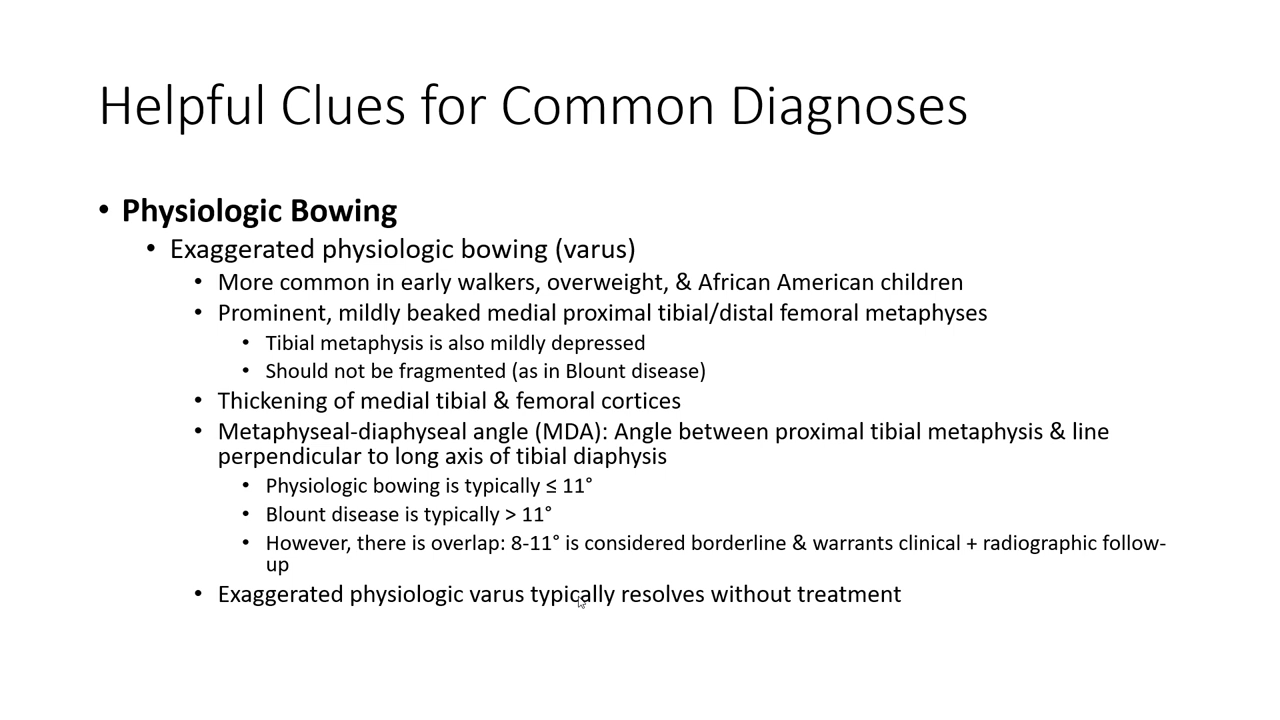 Helpful Clues for Common Diagnoses
• Physiologic Bowing
• Exaggerated physiologic bowing (varus)
• More common in early walkers, overweight, & African American children
• Prominent, mildly beaked medial proximal tibial/distal femoral metaphyses
• Tibial metaphysis is also mildly depressed
• Should not be fragmented (as in Blount disease)
• Thickening of medial tibial & femoral cortices
• Metaphyseal-diaphyseal angle (MDA): Angle between proximal tibial metaphysis & line
perpendicular to long axis of tibial diaphysis
• Physiologic bowing is typically ≤ 11°
• Blount disease is typically > 11°
• However, there is overlap: 8-11° is considered borderline & warrants clinical + radiographic follow-
up
• Exaggerated physiologic varus typically resolves without treatment